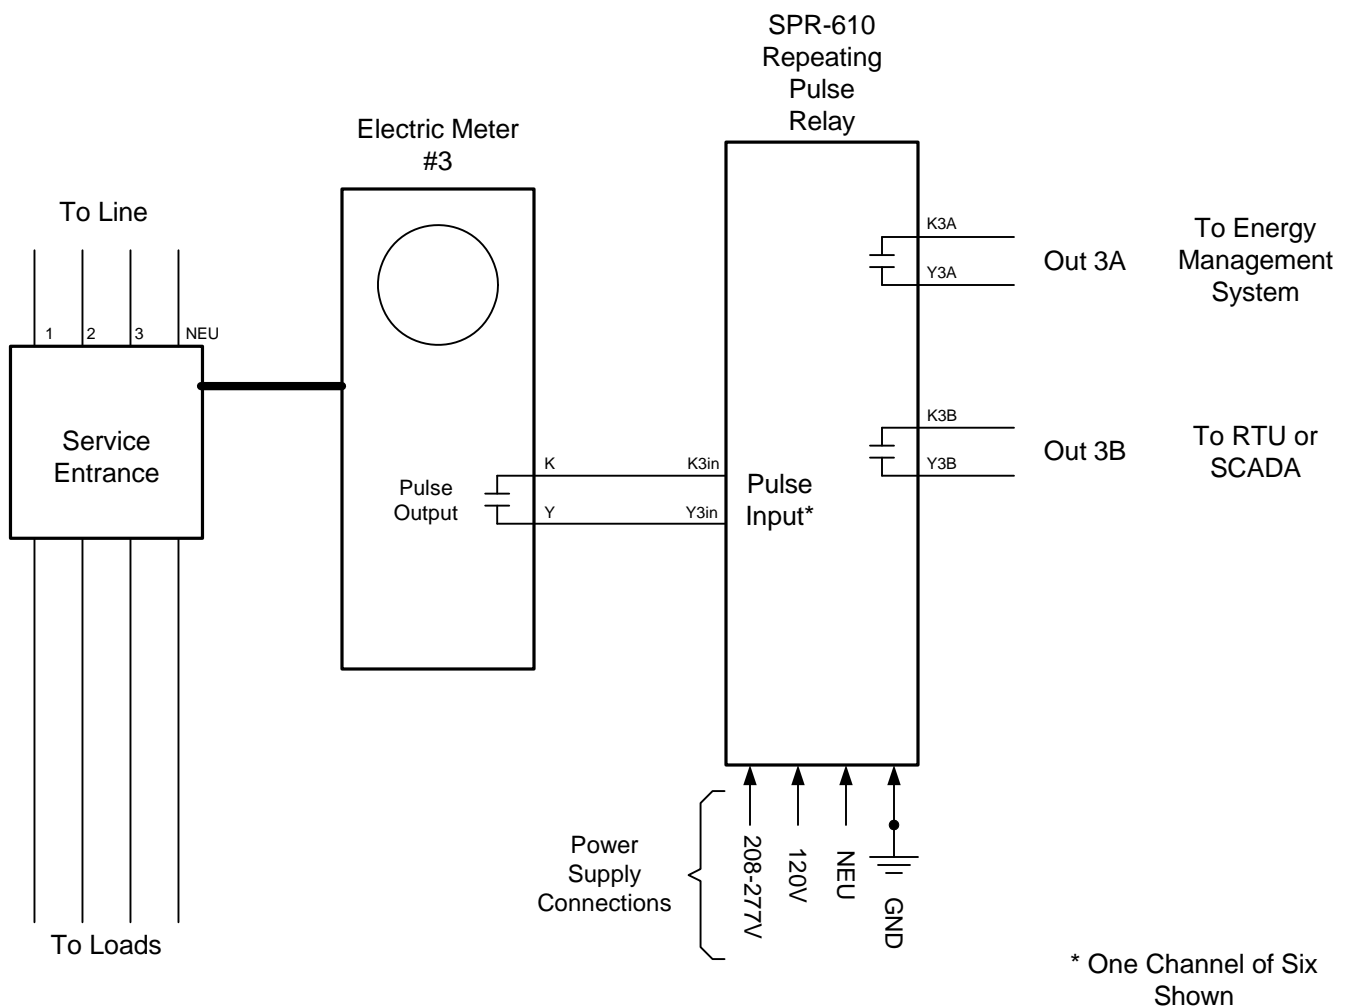 SPR-610
Repeating
Pulse
Relay
Electric Meter
#3
To Line
1
2
3
NEU
Service
Entrance
To Loads
Pulse
Output
K
Y
K3in
Y3in
Pulse
Input*
K3A
Y3A
Out 3A
To Energy
Management
System
K3B
Y3B
Out 3B
To RTU or
SCADA
Power
Supply
Connections
208-277V
120V
NEU
GND
* One Channel of Six
Shown